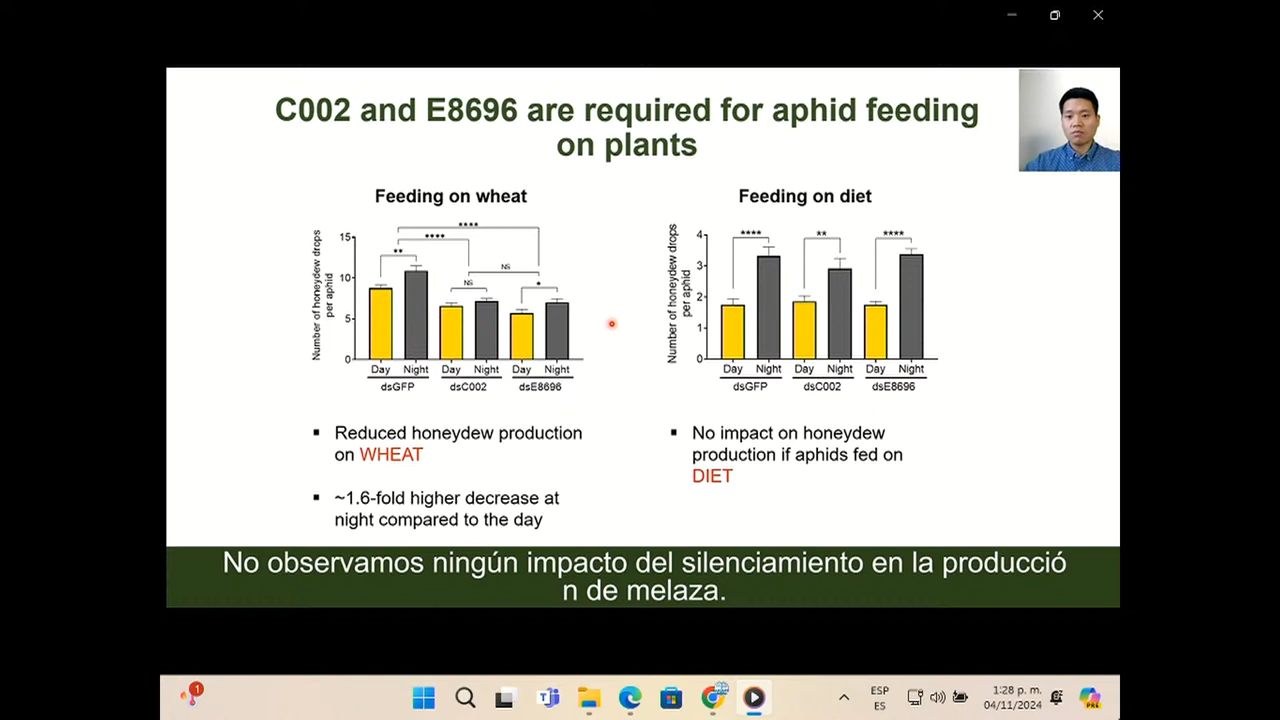 C002 and E8696 are required for aphid feeding
on plants
Feeding on wheat
Number of honeydew drops
per aphid
15
10
5
0
****
****
**
NS
NS
*
Day Night Day Night Day Night
dsGFP dsC002 dsE8696
▪ Reduced honeydew production
on WHEAT
▪ ~1.6-fold higher decrease at
night compared to the day
Feeding on diet
Number of honeydew drops
per aphid
4
3
2
1
0
**** ** ****
Day Night Day Night Day Night
dsGFP dsC002 dsE8696
▪ No impact on honeydew
production if aphids fed on
DIET
No observamos ningún impacto del silenciamiento en la producció
n de melaza.
1
ESP
ES
1:28 p. m.
04/11/2024
PRE